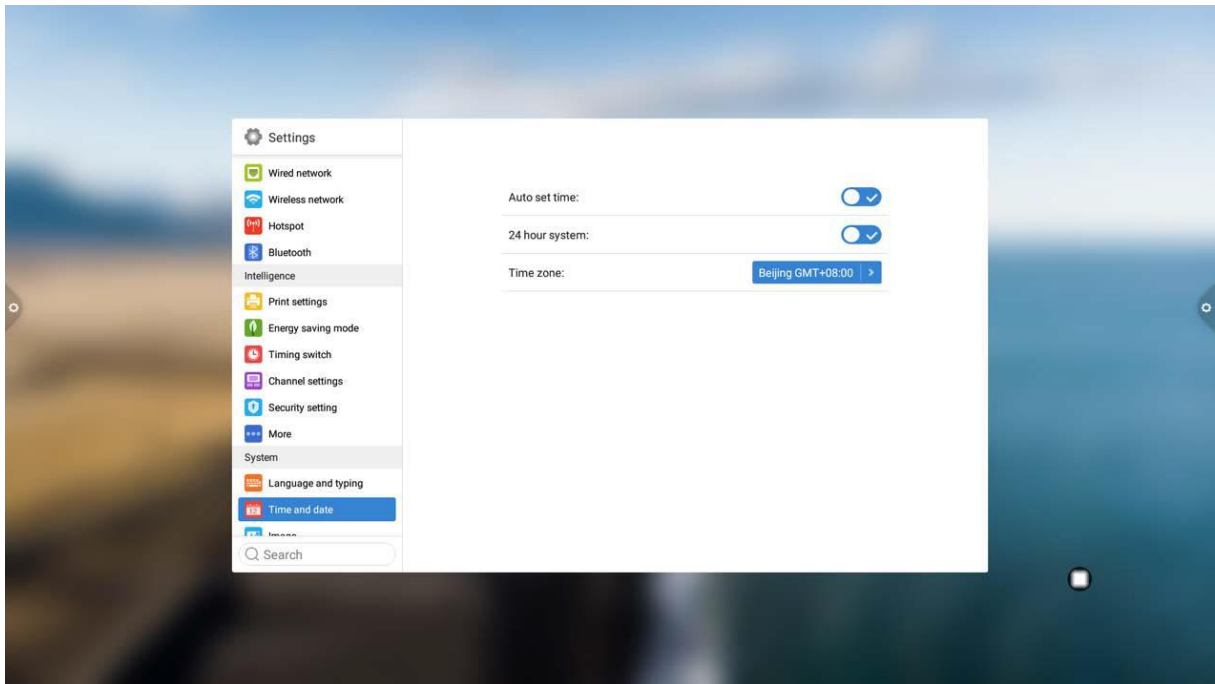 Settings
Wired network
Wireless network
Hotspot
Bluetooth
Intelligence
Print settings
Energy saving mode
Timing switch
Channel settings
Security setting
More
System
Language and typing
Time and date
Image
Search
Auto set time:
24 hour system:
Time zone: Beijing GMT+08:00 >